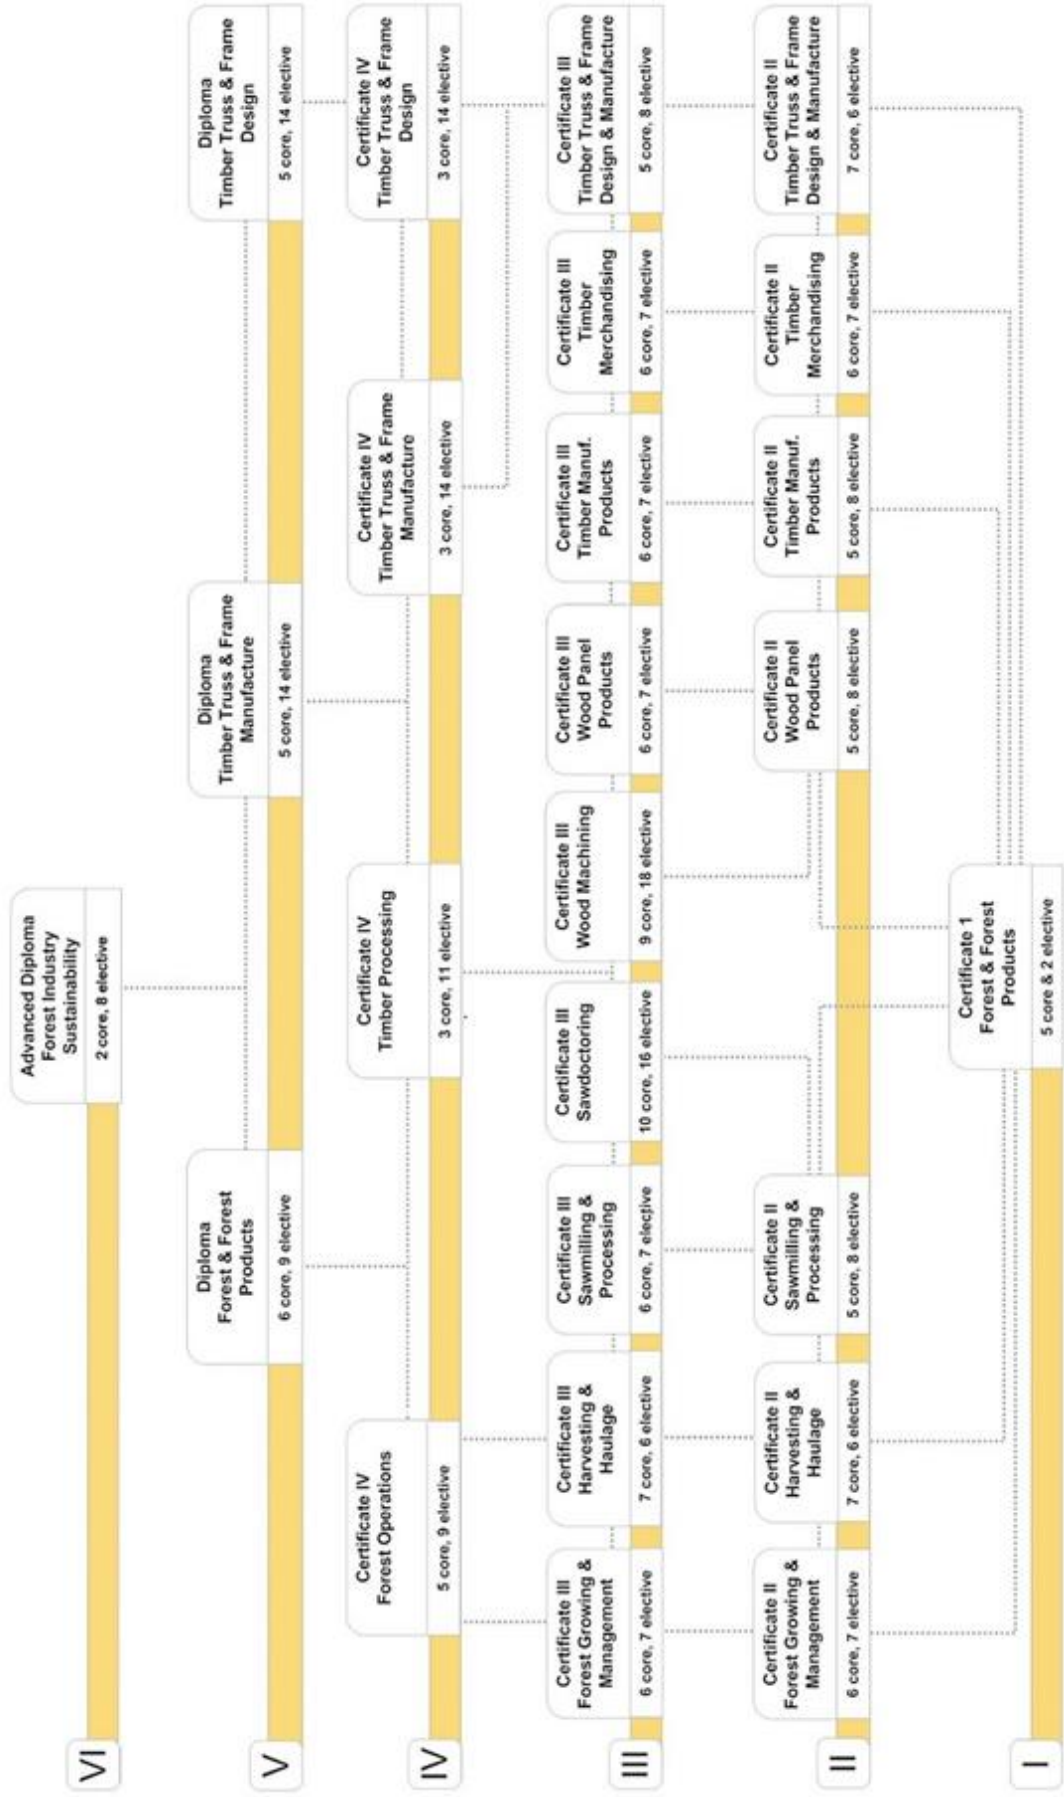 VI
Advanced Diploma
Forest Industry
Sustainability
2 core, 8 elective
V
Diploma
Forest & Forest
Products
6 core, 9 elective
Diploma
Timber Truss & Frame
Manufacture
5 core, 14 elective
Diploma
Timber Truss & Frame
Design
5 core, 14 elective
IV
Certificate IV
Forest Operations
5 core, 9 elective
Certificate IV
Timber Processing
3 core, 11 elective
Certificate IV
Timber Truss & Frame
Manufacture
3 core, 14 elective
Certificate IV
Timber Truss & Frame
Design
3 core, 14 elective
III
Certificate III
Forest Growing &
Management
6 core, 7 elective
Certificate III
Harvesting &
Haulage
7 core, 6 elective
Certificate III
Sawmilling &
Processing
6 core, 7 elective
Certificate III
Sawdoctoring
10 core, 16 elective
Certificate III
Wood Machining
9 core, 18 elective
Certificate III
Wood Panel
Products
6 core, 7 elective
Certificate III
Timber Manuf.
Products
6 core, 7 elective
Certificate III
Timber
Merchandising
6 core, 7 elective
Certificate III
Timber Truss & Frame
Design & Manufacture
5 core, 8 elective
II
Certificate II
Forest Growing &
Management
6 core, 7 elective
Certificate II
Harvesting &
Haulage
7 core, 6 elective
Certificate II
Sawmilling &
Processing
5 core, 8 elective
Certificate II
Wood Panel
Products
5 core, 8 elective
Certificate II
Timber Manuf.
Products
5 core, 8 elective
Certificate II
Timber
Merchandising
6 core, 7 elective
Certificate II
Timber Truss & Frame
Design & Manufacture
7 core, 6 elective
I
Certificate 1
Forest & Forest
Products
5 core & 2 elective